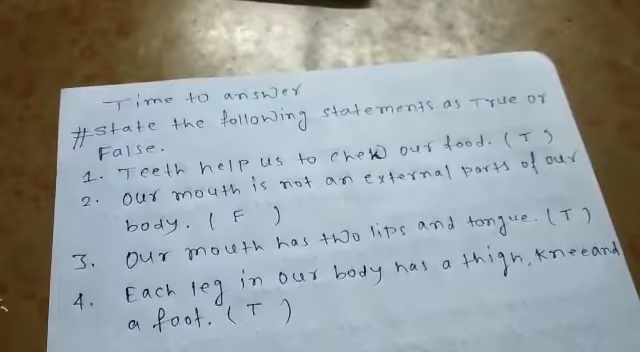 Time to answer
#State the following statements as True or
False.
1. Teeth help us to chew our food. (T)
2. Our mouth is not an external parts of our
body. ( F )
3. Our mouth has two lips and tongue. (T)
4. Each leg in our body has a thigh, knee and
a foot. (T )